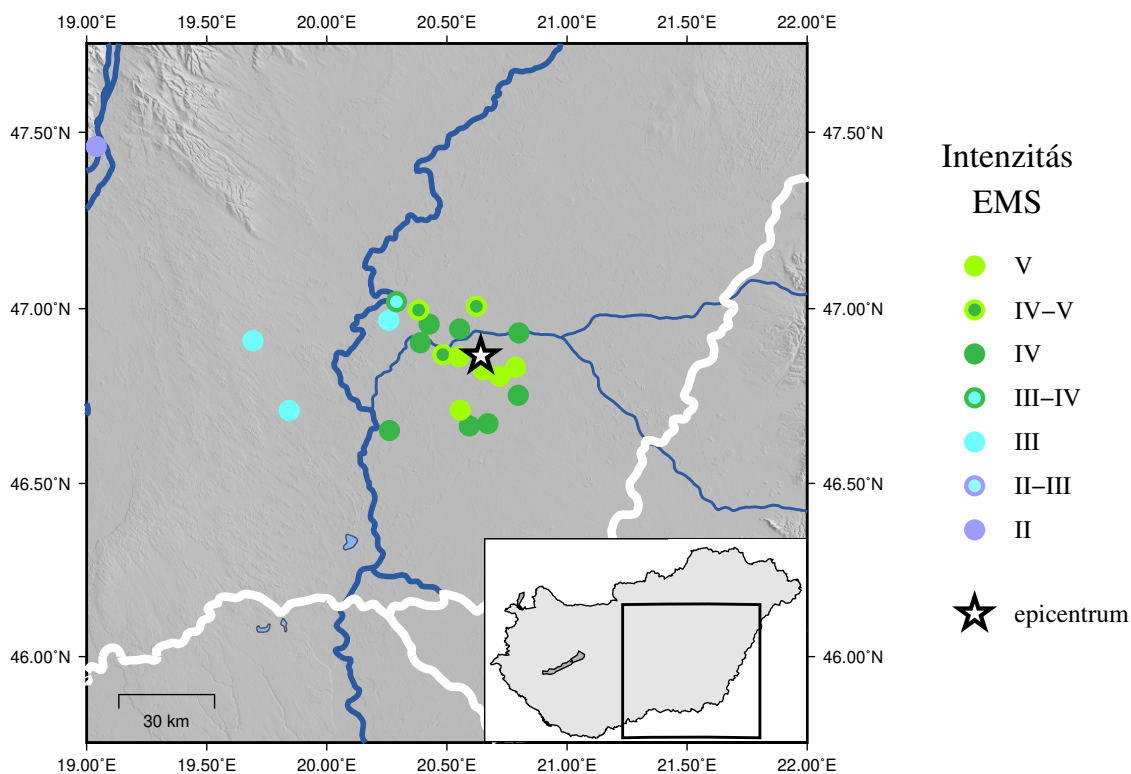 19.00˚E 19.50˚E 20.00˚E 20.50˚E 21.00˚E 21.50˚E 22.00˚E
47.50˚N 47.50˚N
47.00˚N 47.00˚N
46.50˚N 46.50˚N
46.00˚N 46.00˚N
30 km
19.00˚E 19.50˚E 20.00˚E 20.50˚E 21.00˚E 21.50˚E 22.00˚E
Intenzitás
EMS
V
IV–V
IV
III–IV
III
II–III
II
epicentrum